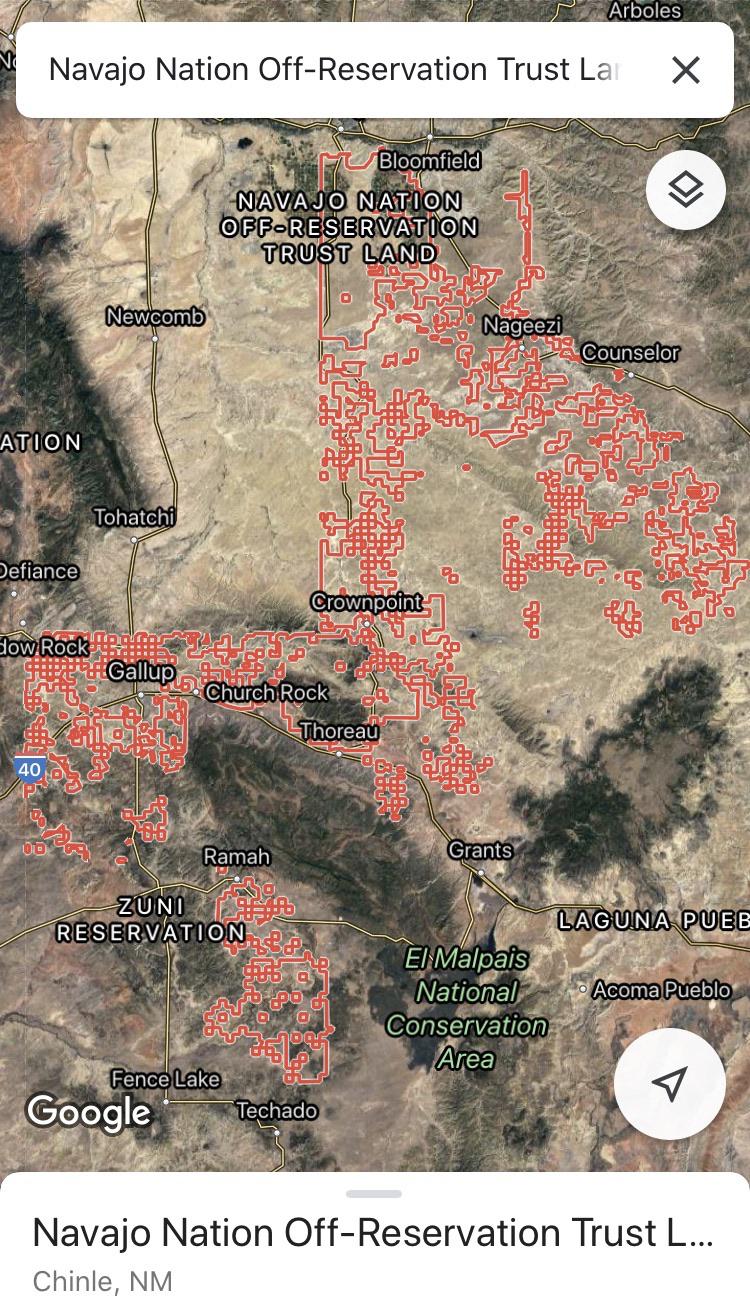 Arboles
Navajo Nation Off-Reservation Trust
Bloomfield
NAVAJO NATION
OFF-RESERVATION
TRUST LAND
Newcomb
Nageezi
Counselor
ATION
Tohatchi
Defiance
Crownpoint
dow Rock
Gallup
Church Rock
Thoreau
40
Ramah
Grants
ZUNI
RESERVATION
LAGUNA PUEB
El Malpais
National
Conservation
Area
Acoma Pueblo
Fence Lake
Google
Techado
Navajo Nation Off-Reservation Trust L...
Chinle, NM